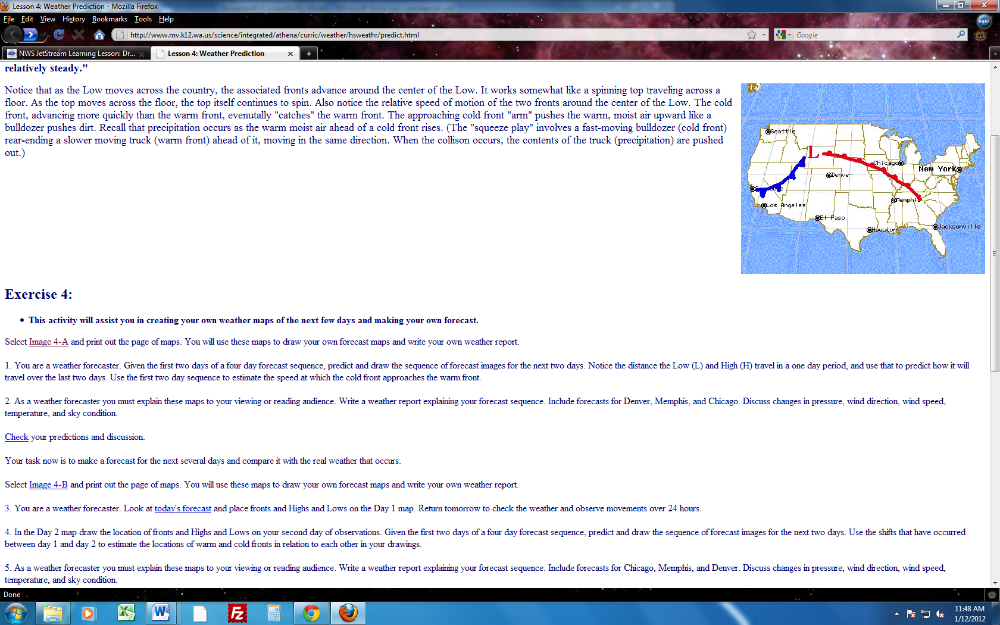 Lesson 4: Weather Prediction - Mozilla Firefox
File Edit View History Bookmarks Tools Help
http://www.mv.k12.wa.us/science/integrated/athena/curric/weather/hsweathr/predict.html
Google
NASA
NWS JetStream Learning Lesson: Dr...
Lesson 4: Weather Prediction
relatively steady."
Notice that as the Low moves across the country, the associated fronts advance around the center of the Low. It works somewhat like a spinning top traveling across a
floor. As the top moves across the floor, the top itself continues to spin. Also notice the relative speed of motion of the two fronts around the center of the Low. The cold
front, advancing more quickly than the warm front, evenutally "catches" the warm front. The approaching cold front "arm" pushes the warm, moist air upward like a
bulldozer pushes dirt. Recall that precipitation occurs as the warm moist air ahead of a cold front rises. (The "squeeze play" involves a fast-moving bulldozer (cold front)
rear-ending a slower moving truck (warm front) ahead of it, moving in the same direction. When the collison occurs, the contents of the truck (precipitation) are pushed
out.)
Seattle
L
Chicago
New York
Denver
Memphis
Los Angeles
El Paso
Houston
Jacksonville
Exercise 4:
• This activity will assist you in creating your own weather maps of the next few days and making your own forecast.
Select Image 4-A and print out the page of maps. You will use these maps to draw your own forecast maps and write your own weather report.
1. You are a weather forecaster. Given the first two days of a four day forecast sequence, predict and draw the sequence of forecast images for the next two days. Notice the distance the Low (L) and High (H) travel in a one day period, and use that to predict how it will
travel over the last two days. Use the first two day sequence to estimate the speed at which the cold front approaches the warm front.
2. As a weather forecaster you must explain these maps to your viewing or reading audience. Write a weather report explaining your forecast sequence. Include forecasts for Denver, Memphis, and Chicago. Discuss changes in pressure, wind direction, wind speed,
temperature, and sky condition.
Check your predictions and discussion.
Your task now is to make a forecast for the next several days and compare it with the real weather that occurs.
Select Image 4-B and print out the page of maps. You will use these maps to draw your own forecast maps and write your own weather report.
3. You are a weather forecaster. Look at today's forecast and place fronts and Highs and Lows on the Day 1 map. Return tomorrow to check the weather and observe movements over 24 hours.
4. In the Day 2 map draw the location of fronts and Highs and Lows on your second day of observations. Given the first two days of a four day forecast sequence, predict and draw the sequence of forecast images for the next two days. Use the shifts that have occurred
between day 1 and day 2 to estimate the locations of warm and cold fronts in relation to each other in your drawings.
5. As a weather forecaster you must explain these maps to your viewing or reading audience. Write a weather report explaining your forecast sequence. Include forecasts for Chicago, Memphis, and Denver. Discuss changes in pressure, wind direction, wind speed,
temperature, and sky condition.
Done
11:48 AM
1/12/2012